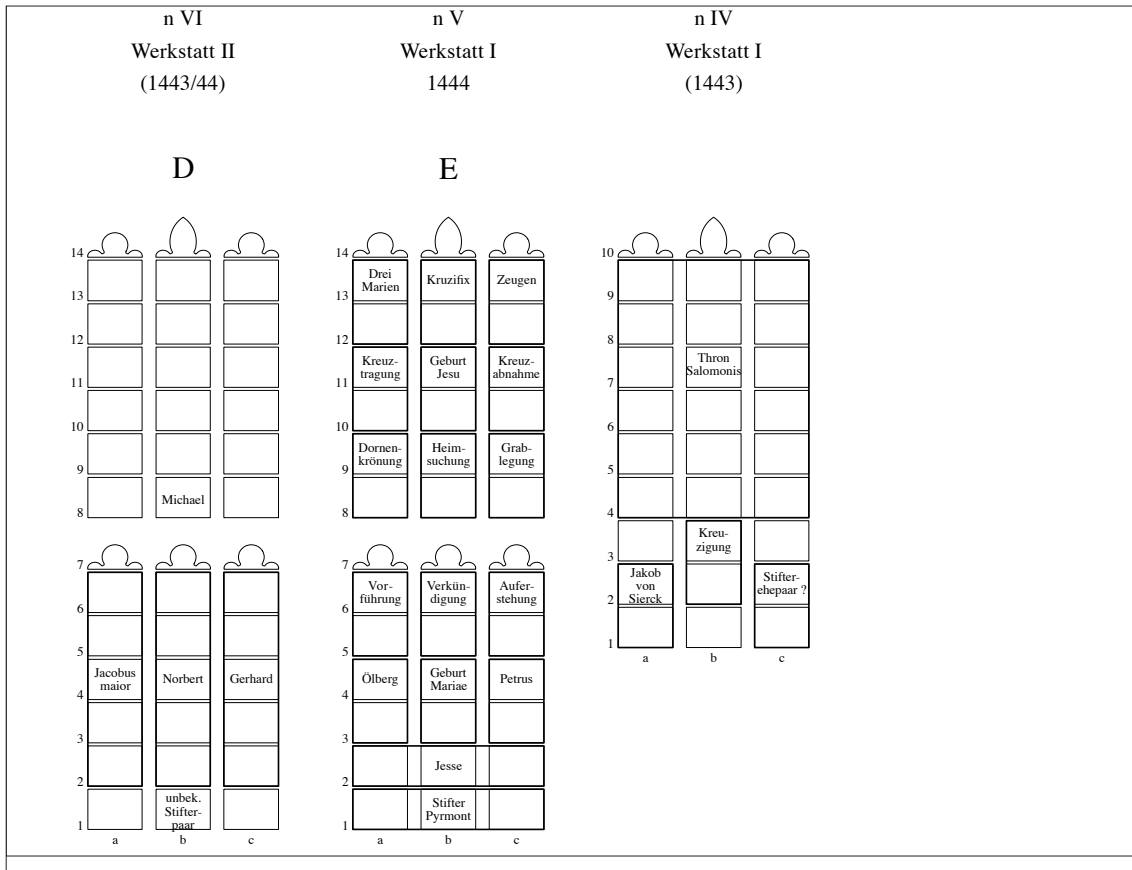 n VI
Werkstatt II
(1443/44)
n V
Werkstatt I
1444
n IV
Werkstatt I
(1443)
D
E
14
13
12
11
10
9
8
Michael
7
6
5
4
3
2
1
Jacobus
maior
Norbert
Gerhard
unbek.
Stifter-
paar
a
b
c
14
13
12
11
10
9
8
Drei
Marien
Kruzifix
Zeugen
Kreuz-
tragung
Geburt
Jesu
Kreuz-
abnahme
Dornen-
krönung
Heim-
suchung
Grab-
legung
7
6
5
4
3
2
1
Vor-
führung
Verkün-
digung
Aufer-
stehung
Ölberg
Geburt
Mariae
Petrus
Jesse
Stifter
Pyrmont
a
b
c
10
9
8
7
6
5
4
3
2
1
Thron
Salomonis
Kreu-
zigung
Jakob
von
Sierck
Stifter-
ehepaar ?
a
b
c